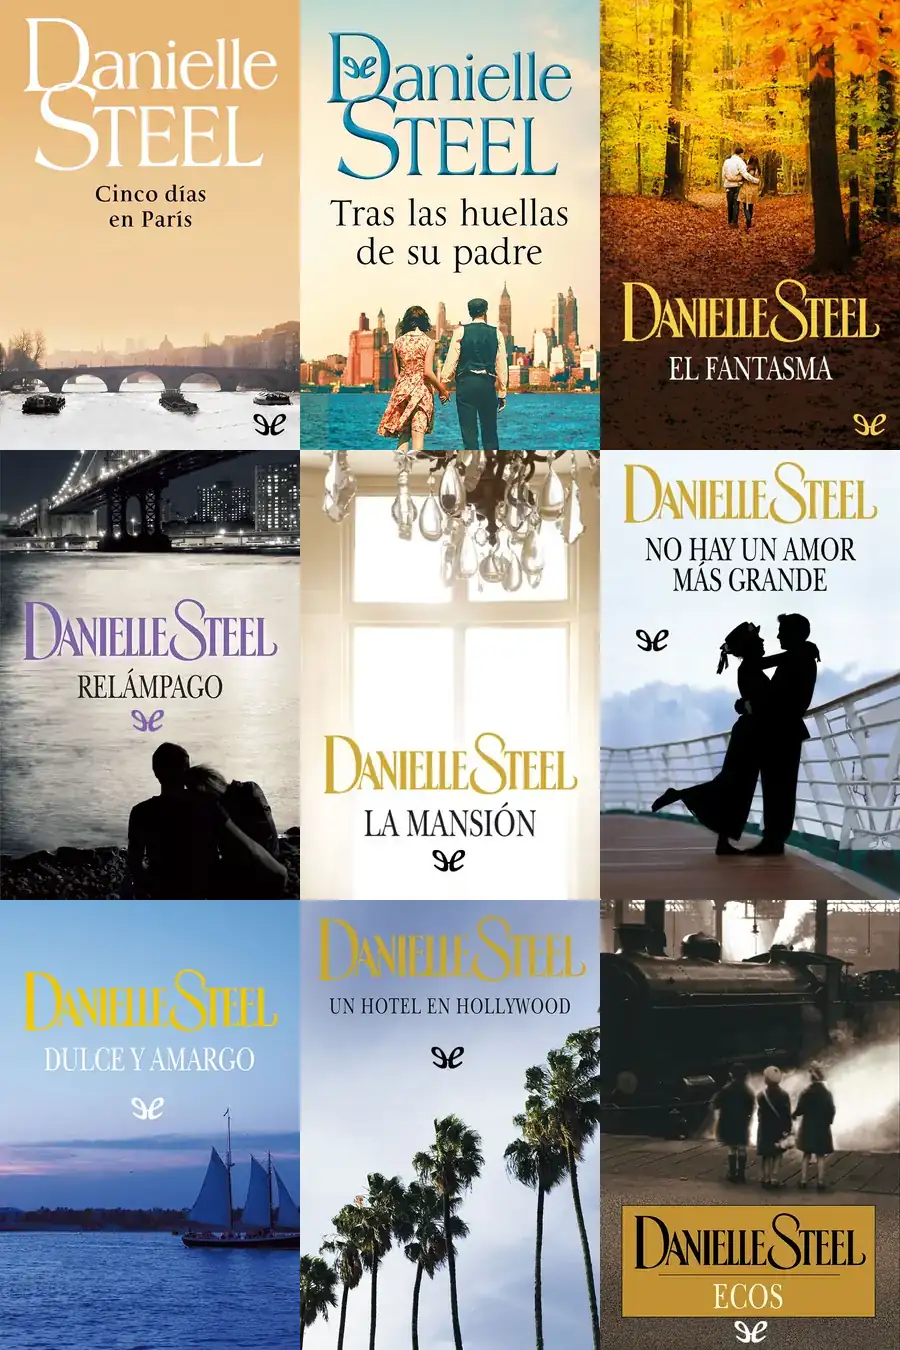 Danielle
STEEL
Cinco días
en París
Danielle
STEEL
Tras las huellas
de su padre
DANIELLE STEEL
EL FANTASMA
DANIELLE STEEL
RELÁMPAGO
DANIELLE STEEL
LA MANSIÓN
DANIELLE STEEL
NO HAY UN AMOR
MÁS GRANDE
DANIELLE STEEL
DULCE Y AMARGO
DANIELLE STEEL
UN HOTEL EN HOLLYWOOD
DANIELLE STEEL
ECOS